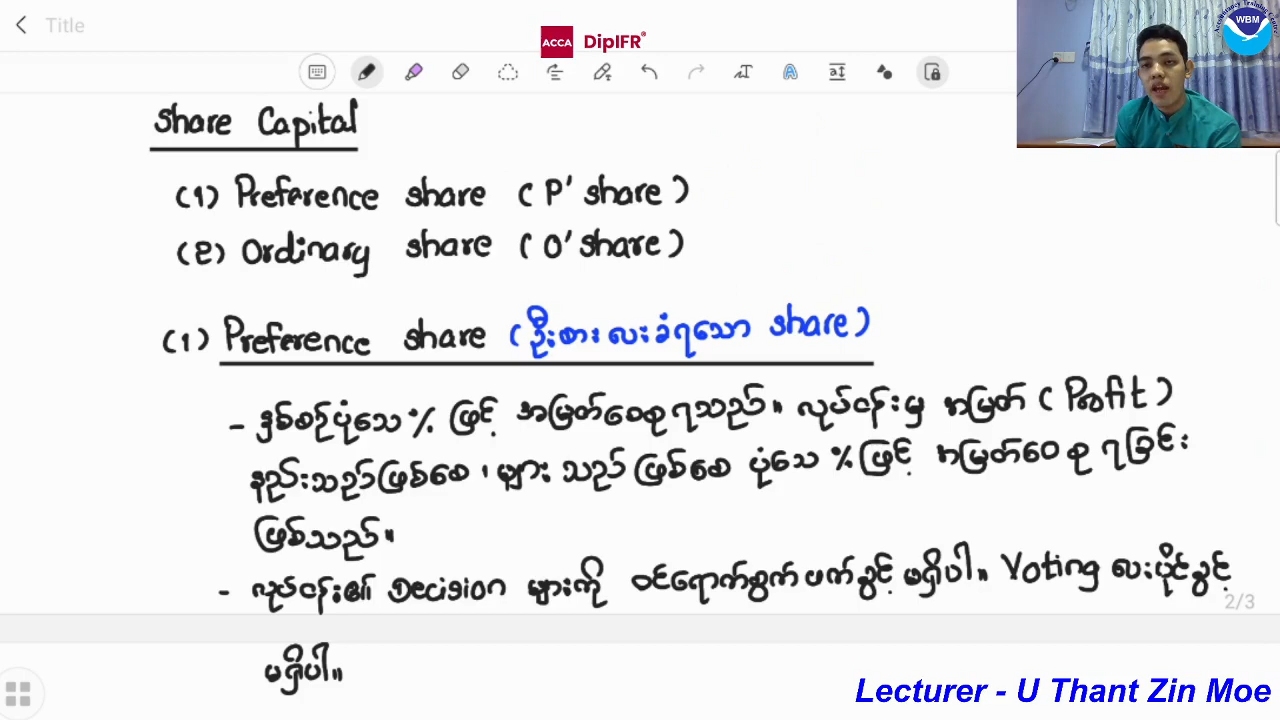 Title
ACCA DipIFR®
WBM
Share Capital
(1) Preference share (P' share)
(2) Ordinary share (O' share)
(1) Preference share (ဦးစားပေးခံရသော share)
- နှစ်စဉ်ပုံသေ % ဖြင့် အမြတ်ဝေစုရသည်။ လုပ်ငန်းမှ အမြတ် (Profit)
နည်းသည်ဖြစ်စေ၊ များသည်ဖြစ်စေ ပုံသေ % ဖြင့် အမြတ်ဝေစုရခြင်း
ဖြစ်သည်။
- လုပ်ငန်း၏ Decision များကို ဝင်ရောက်စွက်ဖက်ခွင့် မရှိပါ။ Voting ပေးပိုင်ခွင့်
2/3
မရှိပါ။
Lecturer - U Thant Zin Moe